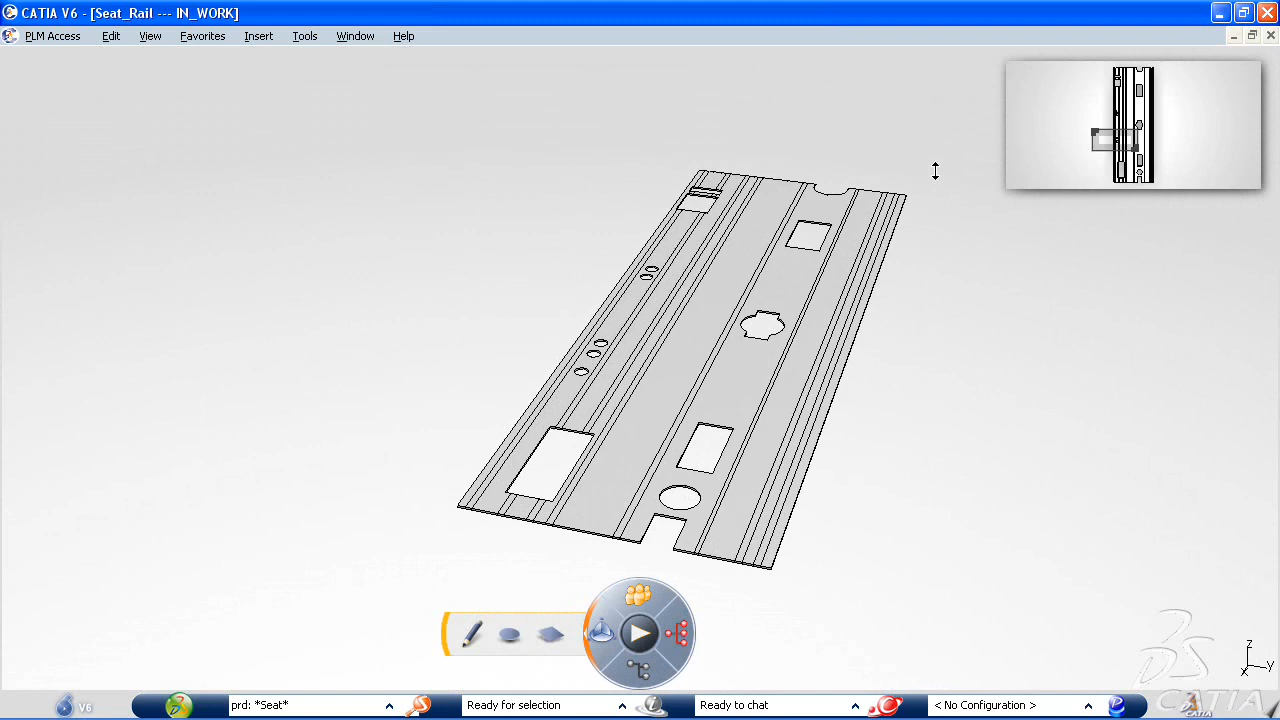 CATIA V6 - [Seat_Rail --- IN_WORK]
PLM Access Edit View Favorites Insert Tools Window Help
z
y
x
V6 prd: *Seat* Ready for selection Ready to chat < No Configuration >
CATIA